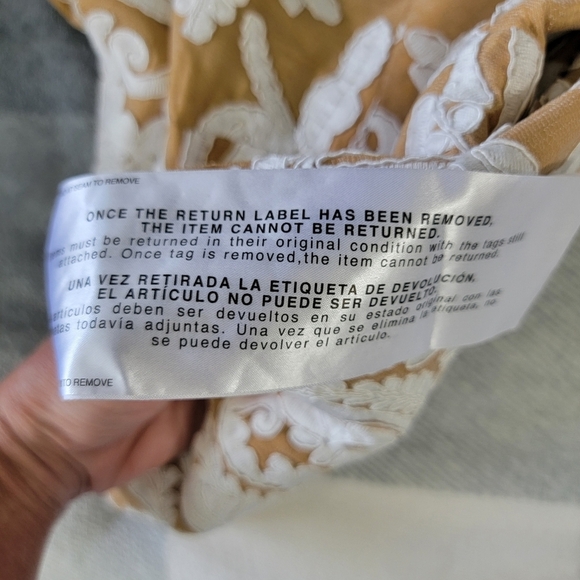 SEAM TO REMOVE
ONCE THE RETURN LABEL HAS BEEN REMOVED,
THE ITEM CANNOT BE RETURNED.
must be returned in their original condition with the tags still
attached. Once tag is removed,the item cannot be returned.
UNA VEZ RETIRADA LA ETIQUETA DE DEVOLUCIÓN,
EL ARTÍCULO NO PUEDE SER DEVUELTO.
artículos deben ser devueltos en su estado original con las
todavía adjuntas. Una vez que se elimina la etiqueta, no
se puede devolver el artículo.
TO REMOVE